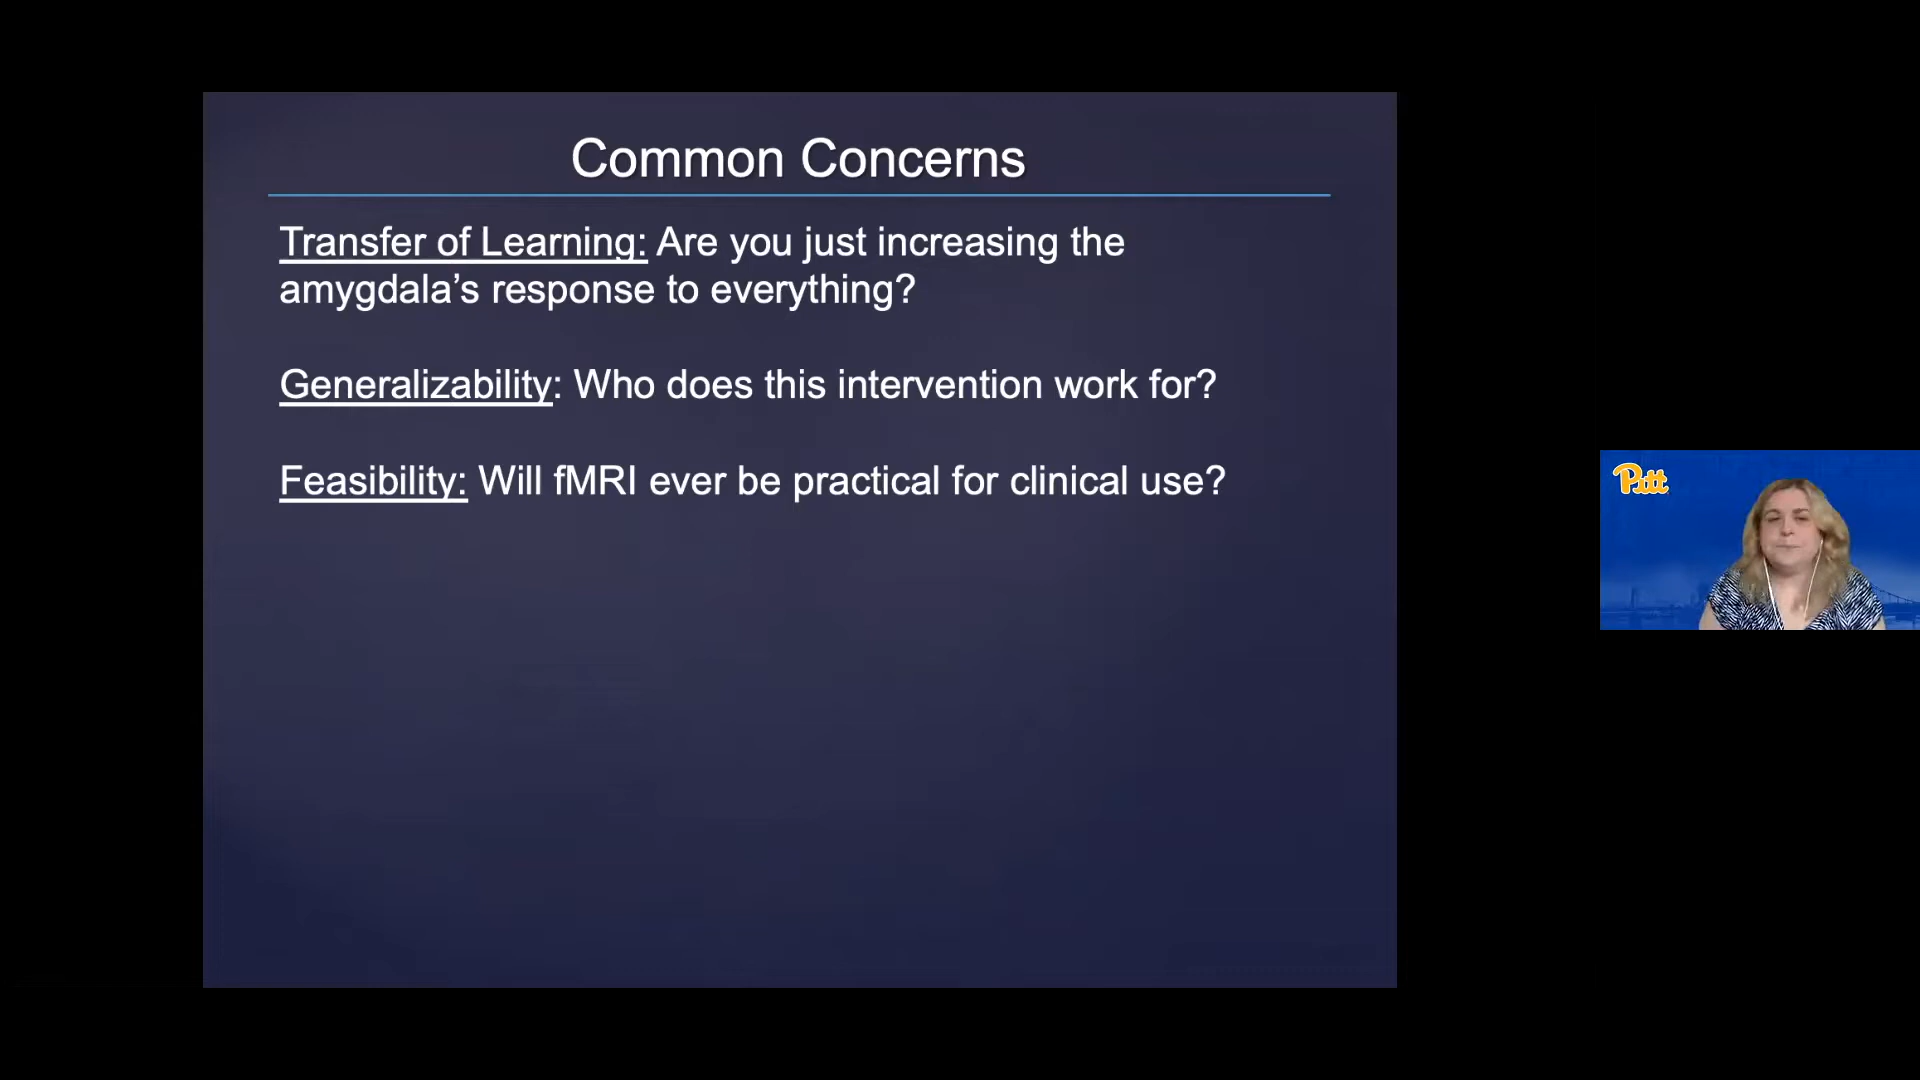 Common Concerns
Transfer of Learning: Are you just increasing the
amygdala’s response to everything?
Generalizability: Who does this intervention work for?
Feasibility: Will fMRI ever be practical for clinical use?
Pitt